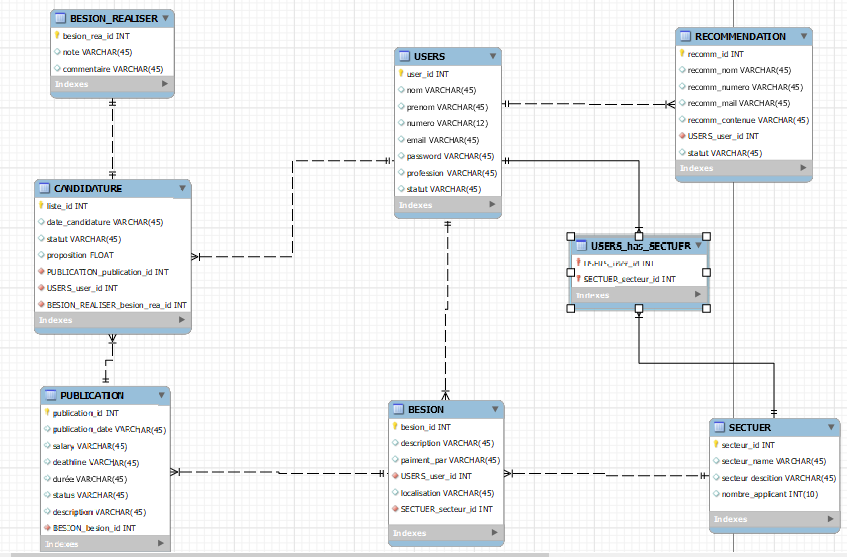 BESION_REALISER
besion_rea_id INT
note VARCHAR(45)
commentaire VARCHAR(45)
Indexes
USERS
user_id INT
nom VARCHAR(45)
prenom VARCHAR(45)
numero VARCHAR(12)
email VARCHAR(45)
password VARCHAR(45)
profession VARCHAR(45)
statut VARCHAR(45)
Indexes
RECOMMENDATION
recomm_id INT
recomm_nom VARCHAR(45)
recomm_numero VARCHAR(45)
recomm_mail VARCHAR(45)
recomm_contenue VARCHAR(45)
USERS_user_id INT
statut VARCHAR(45)
Indexes
CANDIDATURE
liste_id INT
date_candidature VARCHAR(45)
statut VARCHAR(45)
proposition FLOAT
PUBLICATION_publication_id INT
USERS_user_id INT
BESION_REALISER_besion_rea_id INT
Indexes
USERS_has_SECTUER
USERS_user_id INT
SECTUER_secteur_id INT
Indexes
PUBLICATION
publication_id INT
publication_date VARCHAR(45)
salary VARCHAR(45)
deathline VARCHAR(45)
durée VARCHAR(45)
status VARCHAR(45)
description VARCHAR(45)
BESION_besion_id INT
Indexes
BESION
besion_id INT
description VARCHAR(45)
paiment_par VARCHAR(45)
USERS_user_id INT
localisation VARCHAR(45)
SECTUER_secteur_id INT
Indexes
SECTUER
secteur_id INT
secteur_name VARCHAR(45)
secteur descition VARCHAR(45)
nombre_applicant INT(10)
Indexes